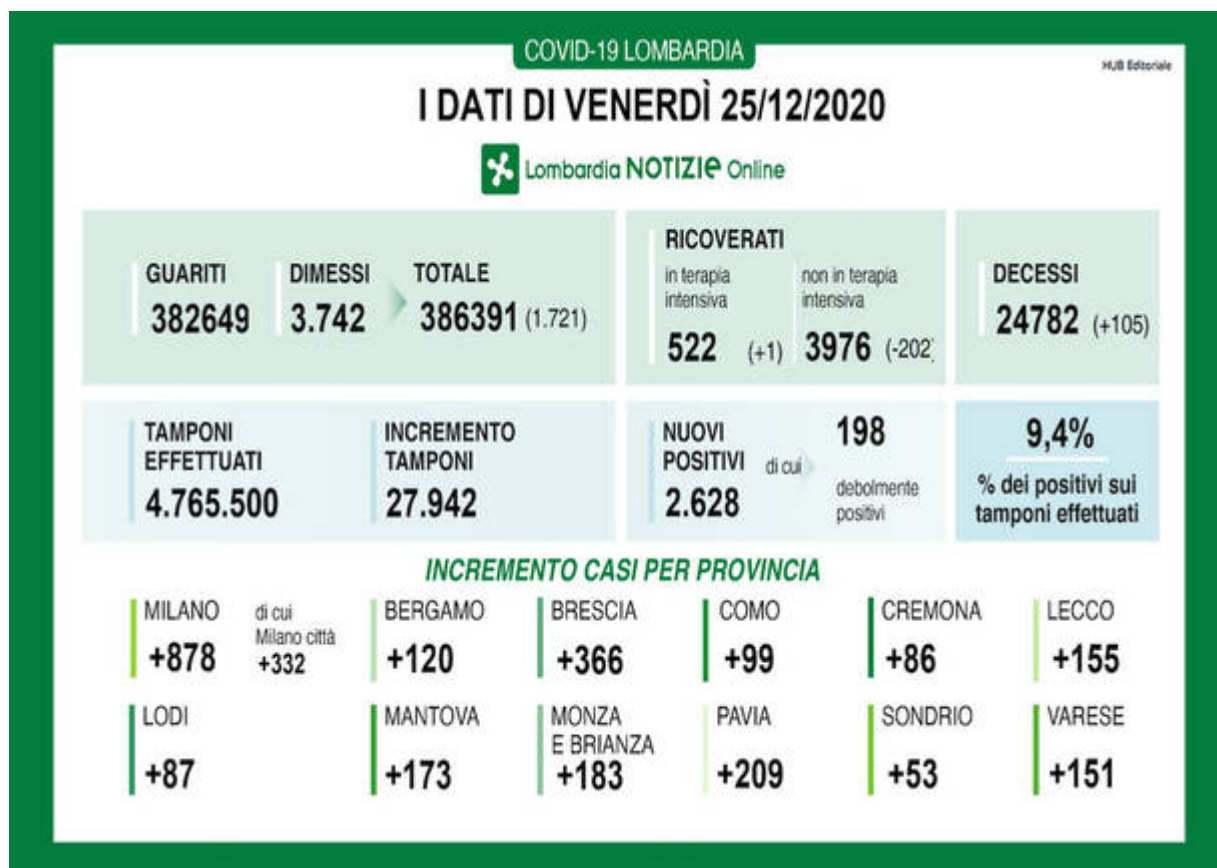 COVID-19 LOMBARDIA
HUB Editoriale
I DATI DI VENERDÌ 25/12/2020
Lombardia NOTIZIe Online
GUARITI
382649
DIMESSI
3.742
TOTALE
386391 (1.721)
RICOVERATI
in terapia
intensiva
522 (+1)
non in terapia
intensiva
3976 (-202)
DECESSI
24782 (+105)
TAMPONI
EFFETTUATI
4.765.500
INCREMENTO
TAMPONI
27.942
NUOVI
POSITIVI
2.628
di cui
198
debolmente
positivi
9,4%
% dei positivi sui
tamponi effettuati
INCREMENTO CASI PER PROVINCIA
MILANO
+878
di cui
Milano città
+332
BERGAMO
+120
BRESCIA
+366
COMO
+99
CREMONA
+86
LECCO
+155
LODI
+87
MANTOVA
+173
MONZA
E BRIANZA
+183
PAVIA
+209
SONDRIO
+53
VARESE
+151